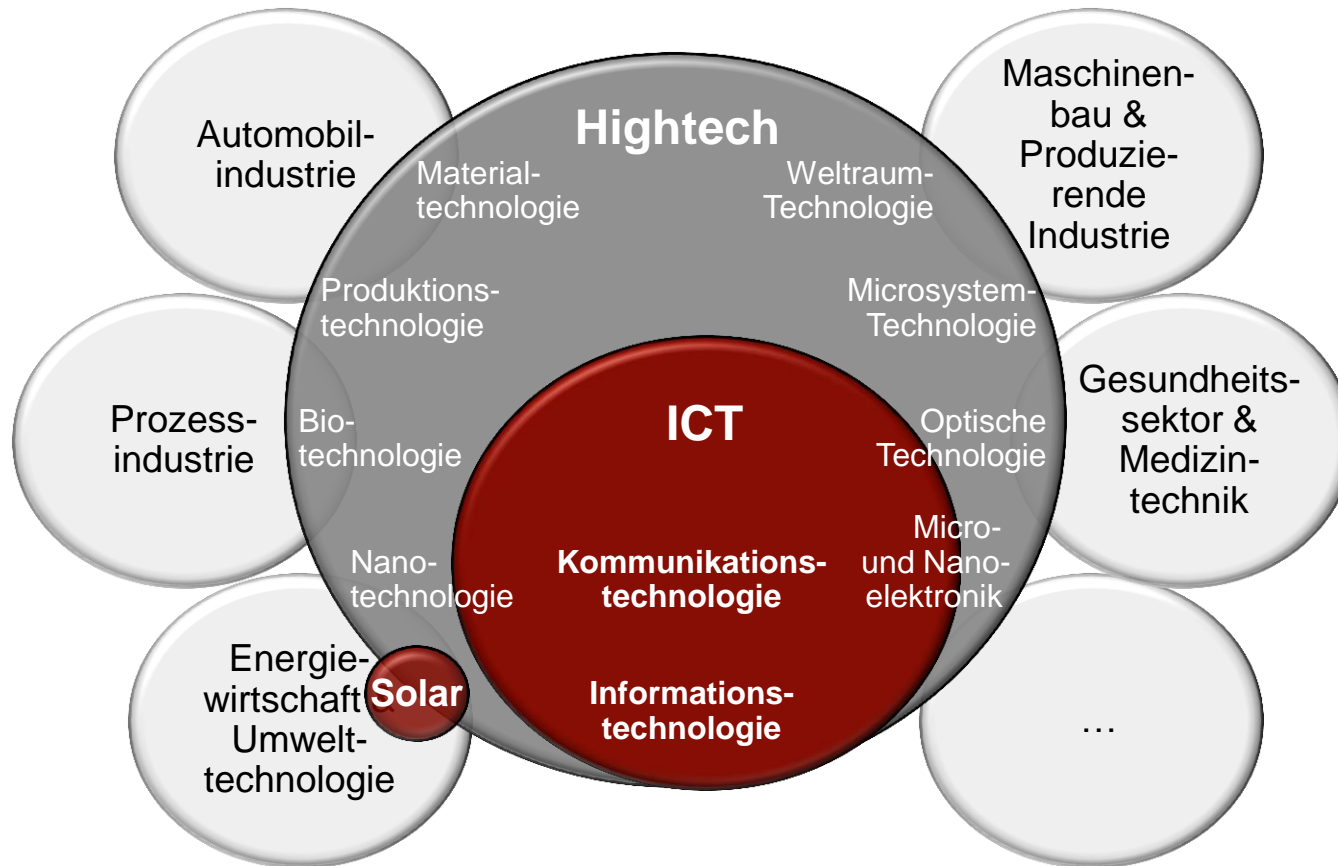 Hightech
Automobil-
industrie
Material-
technologie
Weltraum-
Technologie
Maschinen-
bau &
Produzie-
rende
Industrie
Produktions-
technologie
Microsystem-
Technologie
Prozess-
industrie
Bio-
technologie
ICT
Optische
Technologie
Gesundheits-
sektor &
Medizin-
technik
Nano-
technologie
Kommunikations-
technologie
Micro-
und Nano-
elektronik
Energie-
wirtschaft &
Umwelt-
technologie
Solar
Informations-
technologie
…